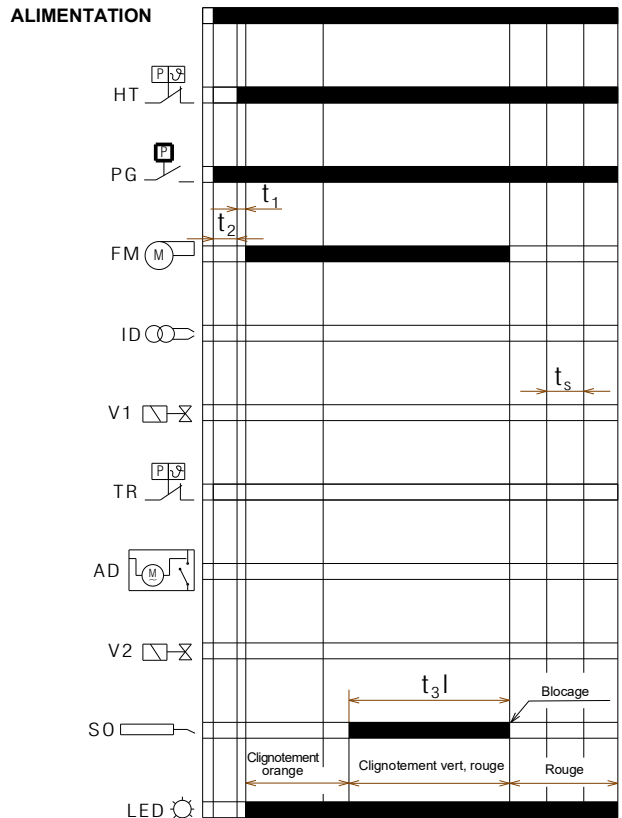 ALIMENTATION
P ϑ
HT
P
PG
t1
t2
FM M
ID
ts
V1
P ϑ
TR
AD M
V2
t3l
Blocage
SO
Clignotement
orange
Clignotement vert, rouge
Rouge
LED